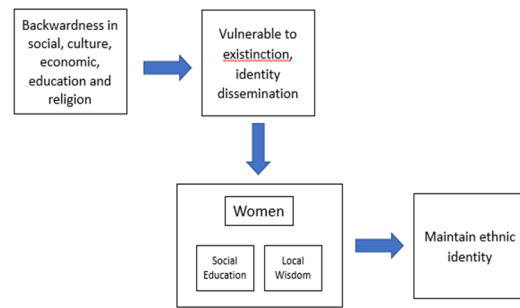 Backwardness in
social, culture,
economic,
education and
religion
Vulnerable to
existinction,
identity
dissemination
Women
Social
Education
Local
Wisdom
Maintain ethnic
identity